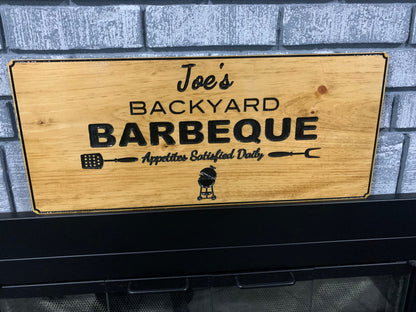 Joe's
BACKYARD
BARBEQUE
Appetites Satisfied Daily